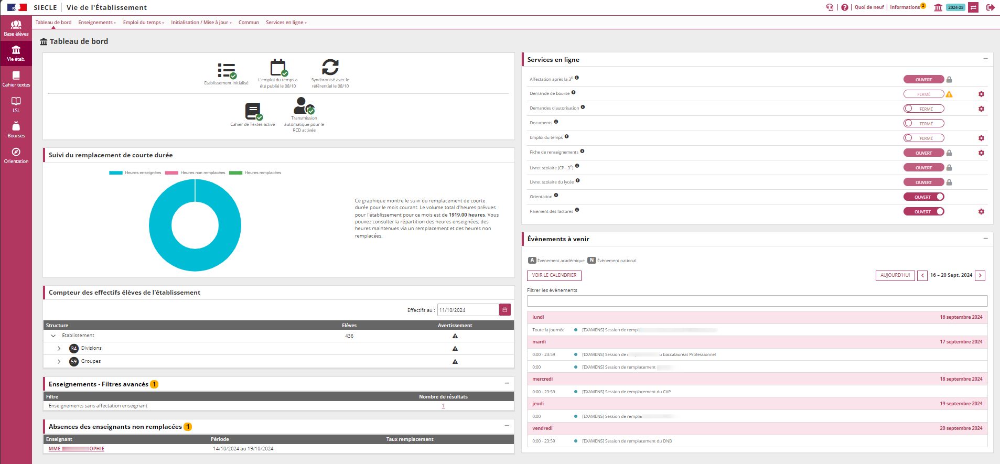 SIECLE Vie de l'Établissement
Quoi de neuf Informations 2 2024-25
Tableau de bord Enseignements Emploi du temps Initialisation / Mise à jour Commun Services en ligne
Base élèves
Vie étab.
Cahier textes
LSL
Bourses
Orientation
Tableau de bord
Etablissement initialisé
L'emploi du temps a
été publié le 08/10
Synchronisé avec le
référentiel le 08/10
Cahier de Textes activé
Transmission
automatique pour le
RCD activée
Suivi du remplacement de courte durée
Heures enseignées Heures non remplacées Heures remplacées
Ce graphique montre le suivi du remplacement de courte
durée pour le mois courant. Le volume total d'heures prévues
pour l'établissement pour ce mois est de 1919.00 heures. Vous
pouvez consulter la répartition des heures enseignées, des
heures maintenues via un remplacement et des heures non
remplacées.
Compteur des effectifs élèves de l'établissement
Effectifs au : 11/10/2024
Structure Elèves Avertissement
Etablissement 436
34 Divisions
59 Groupes
Enseignements - Filtres avancés 1
Filtre Nombre de résultats
Enseignements sans affectation enseignant 1
Absences des enseignants non remplacées 1
Enseignant Période Taux remplacement
MME OPHIE 14/10/2024 au 19/10/2024
Services en ligne
Affectation après la 3e OUVERT
Demande de bourse FERMÉ
Demandes d'autorisation FERMÉ
Documents FERMÉ
Emploi du temps FERMÉ
Fiche de renseignements OUVERT
Livret scolaire (CP - 3e) OUVERT
Livret scolaire du lycée OUVERT
Orientation OUVERT
Paiement des factures OUVERT
Évènements à venir
A Évènement académique N Évènement national
VOIR LE CALENDRIER AUJOURD'HUI 16 – 20 Sept. 2024
Filtrer les évènements
lundi 16 septembre 2024
Toute la journée [EXAMENS] Session de rempl
mardi 17 septembre 2024
0:00 - 23:59 [EXAMENS] Session de r u baccalauréat Professionnel
0:00 [EXAMENS] Session de remplacement
mercredi 18 septembre 2024
0:00 - 23:59 [EXAMENS] Session de remplacement du CAP
jeudi 19 septembre 2024
0:00 [EXAMENS] Session de rempla
vendredi 20 septembre 2024
0:00 - 23:59 [EXAMENS] Session de remplacement du DNB